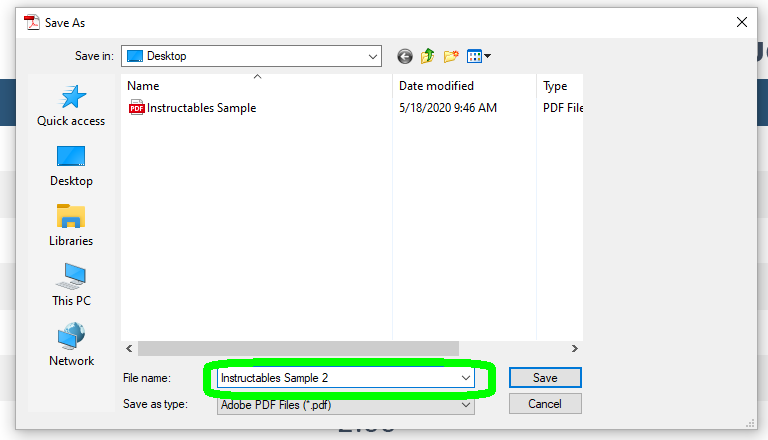 Save As
Save in: Desktop
Name Date modified Type
PDF Instructables Sample 5/18/2020 9:46 AM PDF File
Quick access
Desktop
Libraries
This PC
Network
File name: Instructables Sample 2 Save
Save as type: Adobe PDF Files (*.pdf) Cancel